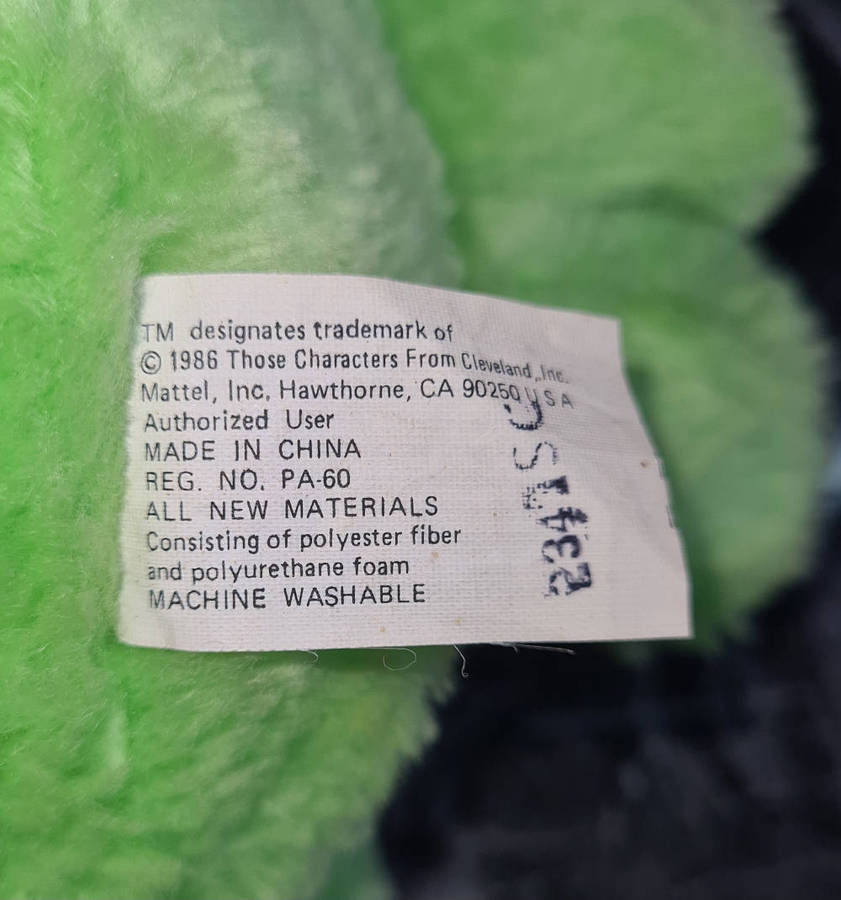 TM designates trademark of
© 1986 Those Characters From Cleveland, Inc.
Mattel, Inc. Hawthorne, CA 90250 USA
Authorized User
MADE IN CHINA
REG. NO. PA-60
ALL NEW MATERIALS
Consisting of polyester fiber
and polyurethane foam
MACHINE WASHABLE